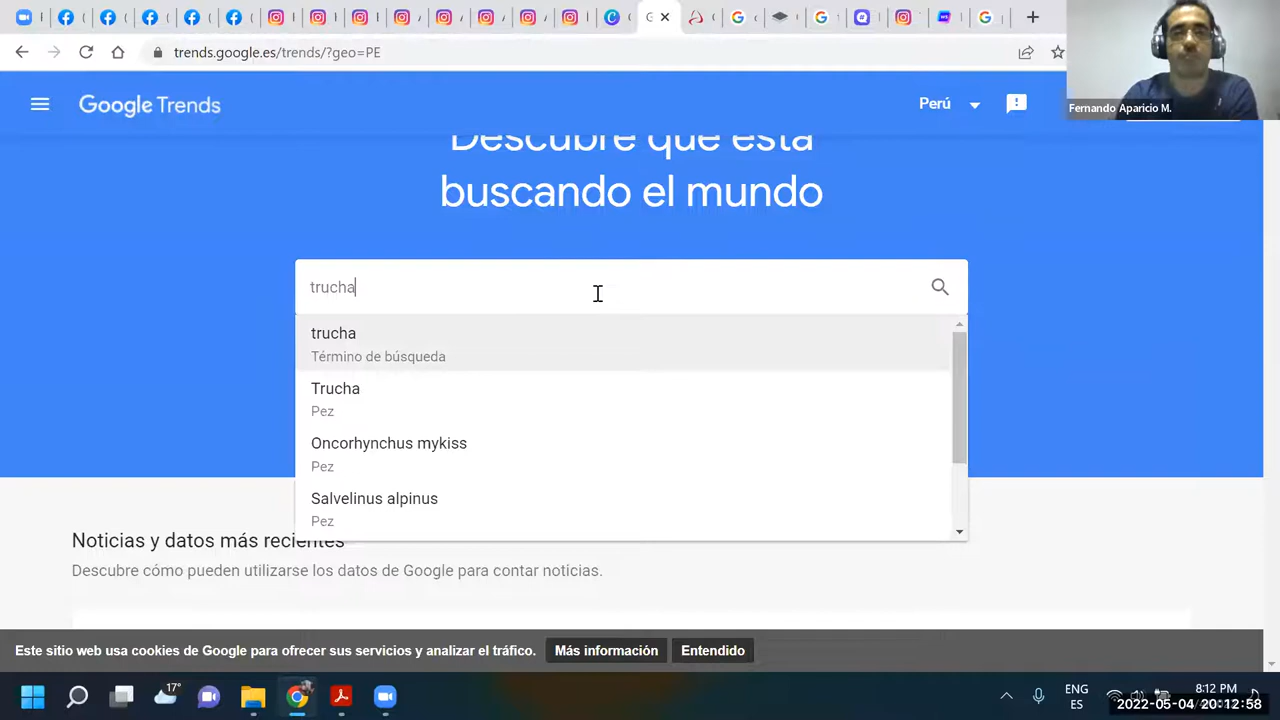 trends.google.es/trends/?geo=PE
Google Trends
Perú
Fernando Aparicio M.
Descubre qué está
buscando el mundo
trucha
trucha
Término de búsqueda
Trucha
Pez
Oncorhynchus mykiss
Pez
Salvelinus alpinus
Pez
Noticias y datos más recientes
Descubre cómo pueden utilizarse los datos de Google para contar noticias.
Este sitio web usa cookies de Google para ofrecer sus servicios y analizar el tráfico.
Más información
Entendido
17°
ENG
ES
8:12 PM
2022-05-04 20:12:58